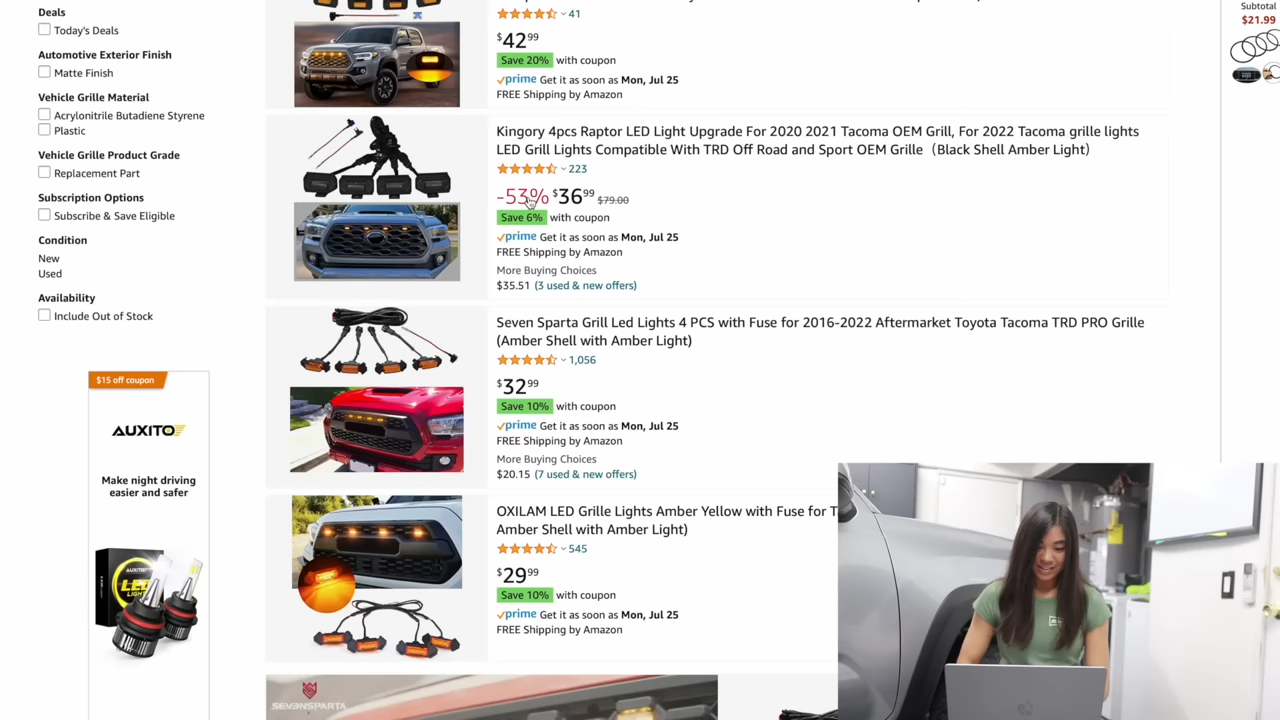 Deals
Today's Deals
Automotive Exterior Finish
Matte Finish
Vehicle Grille Material
Acrylonitrile Butadiene Styrene
Plastic
Vehicle Grille Product Grade
Replacement Part
Subscription Options
Subscribe & Save Eligible
Condition
New
Used
Availability
Include Out of Stock
$15 off coupon
AUXITO
Make night driving
easier and safer
AUXITO
LED
41
$42 99
Save 20% with coupon
prime Get it as soon as Mon, Jul 25
FREE Shipping by Amazon
Kingory 4pcs Raptor LED Light Upgrade For 2020 2021 Tacoma OEM Grill, For 2022 Tacoma grille lights
LED Grill Lights Compatible With TRD Off Road and Sport OEM Grille（Black Shell Amber Light)
223
-53% $36 99 $79.00
Save 6% with coupon
prime Get it as soon as Mon, Jul 25
FREE Shipping by Amazon
More Buying Choices
$35.51 (3 used & new offers)
Seven Sparta Grill Led Lights 4 PCS with Fuse for 2016-2022 Aftermarket Toyota Tacoma TRD PRO Grille
(Amber Shell with Amber Light)
1,056
$32 99
Save 10% with coupon
prime Get it as soon as Mon, Jul 25
FREE Shipping by Amazon
More Buying Choices
$20.15 (7 used & new offers)
OXILAM LED Grille Lights Amber Yellow with Fuse for T
Amber Shell with Amber Light)
545
$29 99
Save 10% with coupon
prime Get it as soon as Mon, Jul 25
FREE Shipping by Amazon
SEVENSPARTA
Subtotal
$21.99